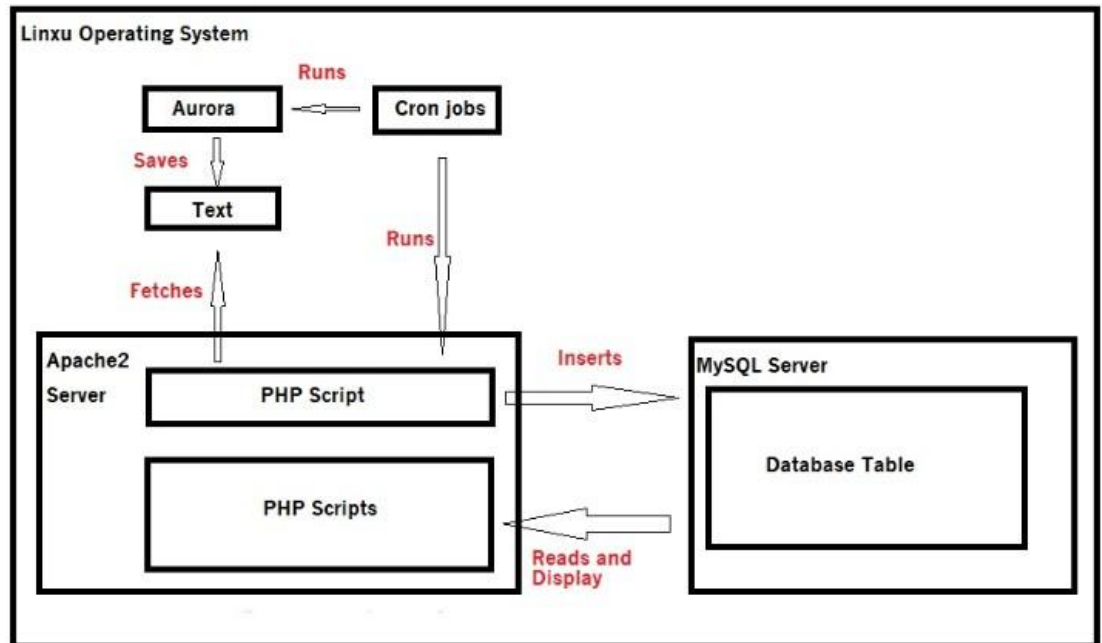 Linxu Operating System
Runs
Aurora
Cron jobs
Saves
Text
Runs
Fetches
Apache2
Server
PHP Script
Inserts
MySQL Server
Database Table
PHP Scripts
Reads and
Display